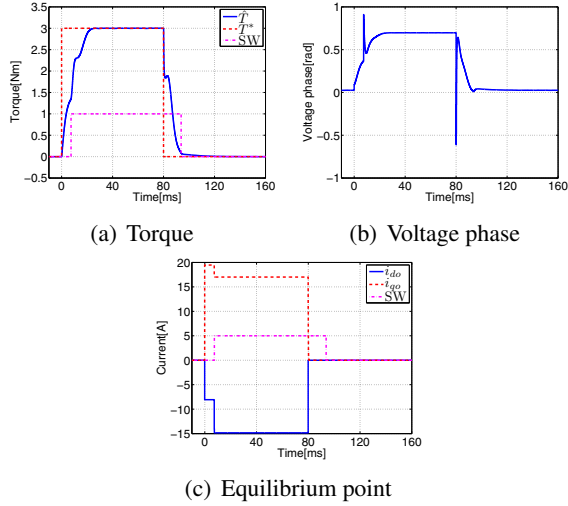 3.5
3
2.5
2
1.5
1
0.5
0
−0.5
0 40 80 120 160
Torque[Nm]
Time[ms]
T̂
T*
SW
(a) Torque
1
0.5
0
−0.5
−1
0 40 80 120 160
Voltage phase[rad]
Time[ms]
(b) Voltage phase
20
15
10
5
0
−5
−10
−15
0 40 80 120 160
Current[A]
Time[ms]
i_do
i_qo
SW
(c) Equilibrium point